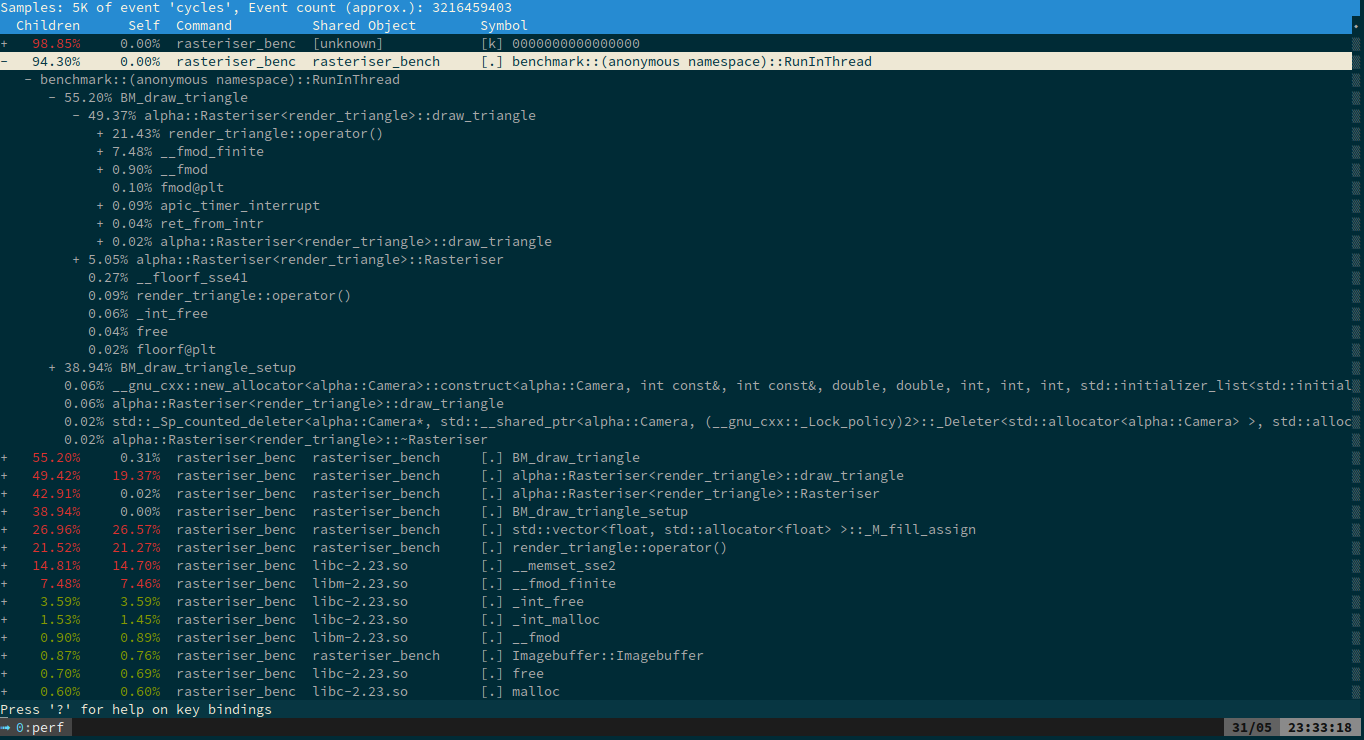 Samples: 5K of event 'cycles', Event count (approx.): 3216459403
Children Self Command Shared Object Symbol
+ 98.85% 0.00% rasteriser_benc [unknown] [k] 0000000000000000
- 94.30% 0.00% rasteriser_benc rasteriser_bench [.] benchmark::(anonymous namespace)::RunInThread
- benchmark::(anonymous namespace)::RunInThread
- 55.20% BM_draw_triangle
- 49.37% alpha::Rasteriser<render_triangle>::draw_triangle
+ 21.43% render_triangle::operator()
+ 7.48% __fmod_finite
+ 0.90% __fmod
0.10% fmod@plt
+ 0.09% apic_timer_interrupt
+ 0.04% ret_from_intr
+ 0.02% alpha::Rasteriser<render_triangle>::draw_triangle
+ 5.05% alpha::Rasteriser<render_triangle>::Rasteriser
0.27% __floorf_sse41
0.09% render_triangle::operator()
0.06% _int_free
0.04% free
0.02% floorf@plt
+ 38.94% BM_draw_triangle_setup
0.06% __gnu_cxx::new_allocator<alpha::Camera>::construct<alpha::Camera, int const&, int const&, double, double, int, int, int, std::initializer_list<std::initial
0.06% alpha::Rasteriser<render_triangle>::draw_triangle
0.02% std::_Sp_counted_deleter<alpha::Camera*, std::__shared_ptr<alpha::Camera, (__gnu_cxx::_Lock_policy)2>::_Deleter<std::allocator<alpha::Camera> >, std::alloc
0.02% alpha::Rasteriser<render_triangle>::~Rasteriser
+ 55.20% 0.31% rasteriser_benc rasteriser_bench [.] BM_draw_triangle
+ 49.42% 19.37% rasteriser_benc rasteriser_bench [.] alpha::Rasteriser<render_triangle>::draw_triangle
+ 42.91% 0.02% rasteriser_benc rasteriser_bench [.] alpha::Rasteriser<render_triangle>::Rasteriser
+ 38.94% 0.00% rasteriser_benc rasteriser_bench [.] BM_draw_triangle_setup
+ 26.96% 26.57% rasteriser_benc rasteriser_bench [.] std::vector<float, std::allocator<float> >::_M_fill_assign
+ 21.52% 21.27% rasteriser_benc rasteriser_bench [.] render_triangle::operator()
+ 14.81% 14.70% rasteriser_benc libc-2.23.so [.] __memset_sse2
+ 7.48% 7.46% rasteriser_benc libm-2.23.so [.] __fmod_finite
+ 3.59% 3.59% rasteriser_benc libc-2.23.so [.] _int_free
+ 1.53% 1.45% rasteriser_benc libc-2.23.so [.] _int_malloc
+ 0.90% 0.89% rasteriser_benc libm-2.23.so [.] __fmod
+ 0.87% 0.76% rasteriser_benc rasteriser_bench [.] Imagebuffer::Imagebuffer
+ 0.70% 0.69% rasteriser_benc libc-2.23.so [.] free
+ 0.60% 0.60% rasteriser_benc libc-2.23.so [.] malloc
Press '?' for help on key bindings
0:perf 31/05 23:33:18